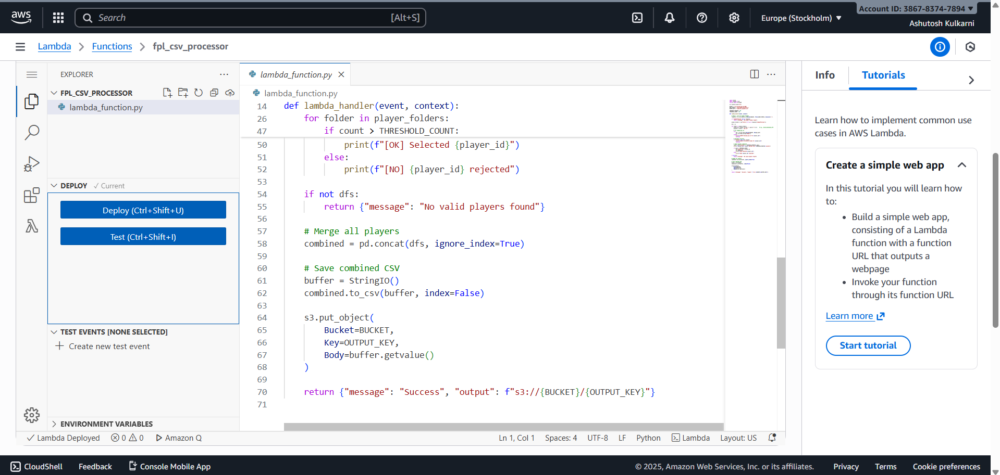 aws
Search
[Alt+S]
Europe (Stockholm)
Account ID: 3867-8374-7894
Ashutosh Kulkarni
Lambda
Functions
fpl_csv_processor
EXPLORER
FPL_CSV_PROCESSOR
lambda_function.py
DEPLOY
Current
Deploy (Ctrl+Shift+U)
Test (Ctrl+Shift+I)
TEST EVENTS [NONE SELECTED]
Create new test event
ENVIRONMENT VARIABLES
lambda_function.py
lambda_function.py
14 def lambda_handler(event, context):
26 for folder in player_folders:
47 if count > THRESHOLD_COUNT:
50 print(f"[OK] Selected {player_id}")
51 else:
52 print(f"[NO] {player_id} rejected")
53
54 if not dfs:
55 return {"message": "No valid players found"}
56
57 # Merge all players
58 combined = pd.concat(dfs, ignore_index=True)
59
60 # Save combined CSV
61 buffer = StringIO()
62 combined.to_csv(buffer, index=False)
63
64 s3.put_object(
65 Bucket=BUCKET,
66 Key=OUTPUT_KEY,
67 Body=buffer.getvalue()
68 )
69
70 return {"message": "Success", "output": f"s3://{BUCKET}/{OUTPUT_KEY}"}
71
Info
Tutorials
Learn how to implement common use
cases in AWS Lambda.
Create a simple web app
In this tutorial you will learn how
to:
• Build a simple web app,
consisting of a Lambda
function with a function
URL that outputs a
webpage
• Invoke your function
through its function URL
Learn more
Start tutorial
Lambda Deployed
0
0
Amazon Q
Ln 1, Col 1
Spaces: 4
UTF-8
LF
Python
Lambda
Layout: US
CloudShell
Feedback
Console Mobile App
© 2025, Amazon Web Services, Inc. or its affiliates.
Privacy
Terms
Cookie preferences